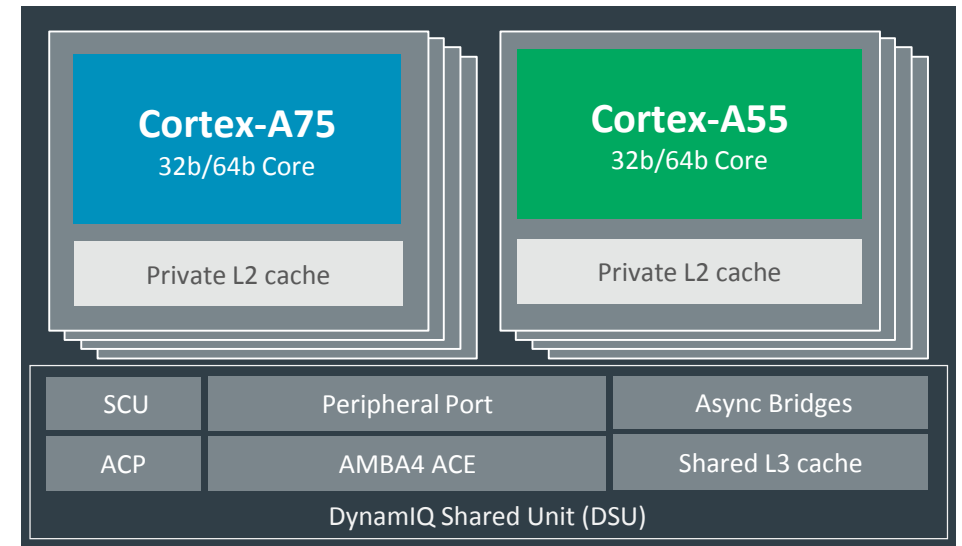 Cortex-A75
32b/64b Core
Private L2 cache
Cortex-A55
32b/64b Core
Private L2 cache
SCU
Peripheral Port
Async Bridges
ACP
AMBA4 ACE
Shared L3 cache
DynamIQ Shared Unit (DSU)